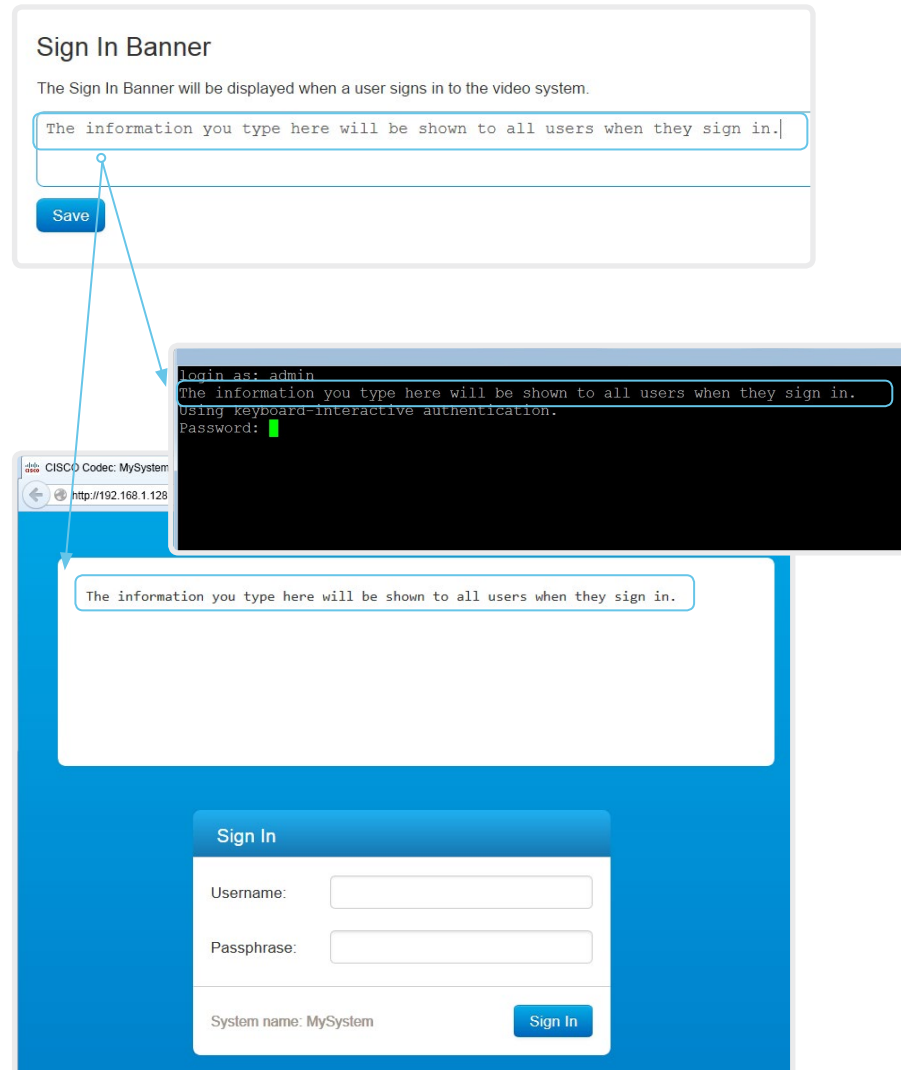 Sign In Banner
The Sign In Banner will be displayed when a user signs in to the video system.
The information you type here will be shown to all users when they sign in.
Save
login as: admin
The information you type here will be shown to all users when they sign in.
Using keyboard-interactive authentication.
Password:
CISCO
CISCO Codec: MySystem
http://192.168.1.128
The information you type here will be shown to all users when they sign in.
Sign In
Username:
Passphrase:
System name: MySystem
Sign In